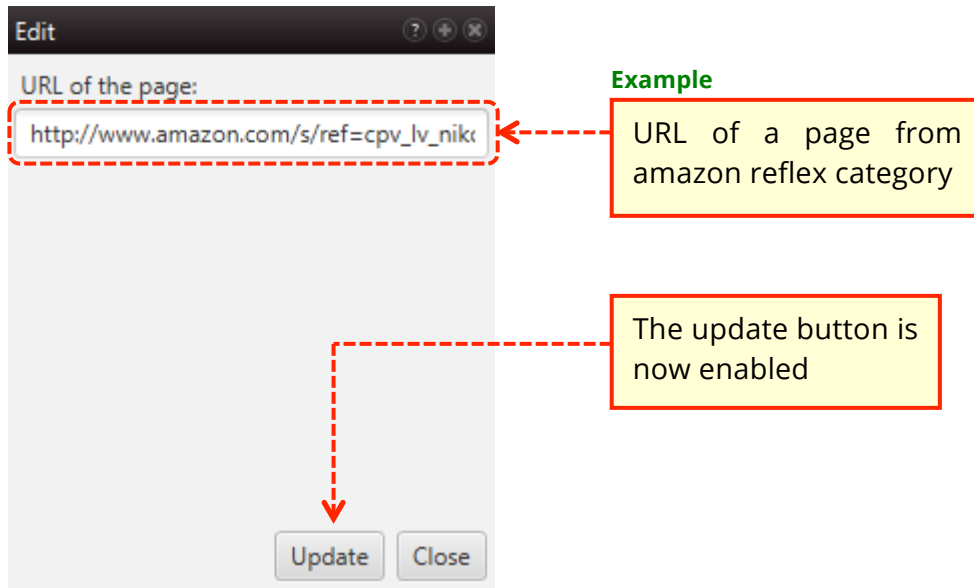 Edit
URL of the page:
http://www.amazon.com/s/ref=cpv_lv_nikc
Example
URL of a page from
amazon reflex category
The update button is
now enabled
Update
Close